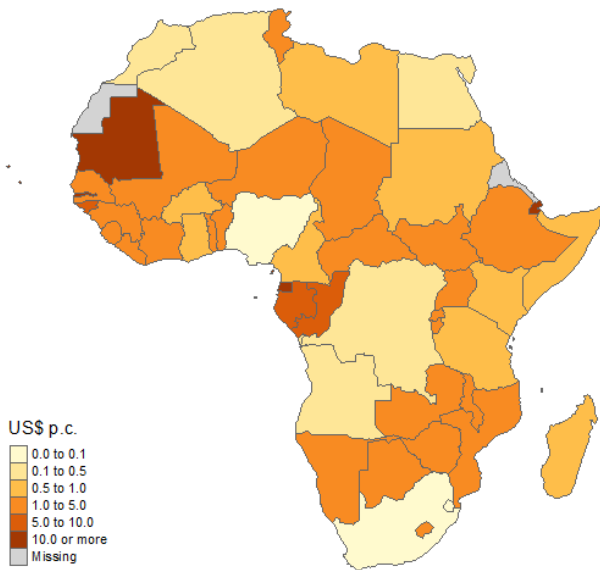 US$ p.c.
0.0 to 0.1
0.1 to 0.5
0.5 to 1.0
1.0 to 5.0
5.0 to 10.0
10.0 or more
Missing